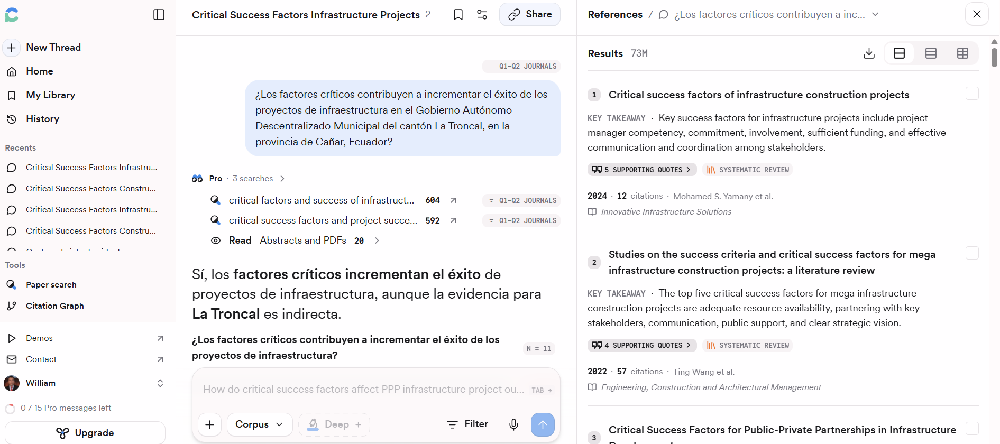 New Thread
Home
My Library
History
Recents
Critical Success Factors Infrastru...
Critical Success Factors Constru...
Critical Success Factors Infrastru...
Critical Success Factors Constru...
Tools
Paper search
Citation Graph
Demos
Contact
William
0 / 15 Pro messages left
Upgrade
Critical Success Factors Infrastructure Projects 2
Share
Q1-Q2 JOURNALS
¿Los factores críticos contribuyen a incrementar el éxito de los
proyectos de infraestructura en el Gobierno Autónomo
Descentralizado Municipal del cantón La Troncal, en la
provincia de Cañar, Ecuador?
Pro · 3 searches
critical factors and success of infrastruct... 604 Q1-Q2 JOURNALS
critical success factors and project succe... 592 Q1-Q2 JOURNALS
Read Abstracts and PDFs 20
Sí, los factores críticos incrementan el éxito de
proyectos de infraestructura, aunque la evidencia para
La Troncal es indirecta.
¿Los factores críticos contribuyen a incrementar el éxito de los
proyectos de infraestructura?
N = 11
How do critical success factors affect PPP infrastructure project ou... TAB →
Corpus
Deep +
Filter
References / ¿Los factores críticos contribuyen a inc...
Results 73M
1 Critical success factors of infrastructure construction projects
KEY TAKEAWAY · Key success factors for infrastructure projects include project
manager competency, commitment, involvement, sufficient funding, and effective
communication and coordination among stakeholders.
5 SUPPORTING QUOTES > SYSTEMATIC REVIEW
2024 · 12 citations · Mohamed S. Yamany et al.
Innovative Infrastructure Solutions
2 Studies on the success criteria and critical success factors for mega
infrastructure construction projects: a literature review
KEY TAKEAWAY · The top five critical success factors for mega infrastructure
construction projects are adequate resource availability, partnering with key
stakeholders, communication, public support, and clear strategic vision.
4 SUPPORTING QUOTES > SYSTEMATIC REVIEW
2022 · 57 citations · Ting Wang et al.
Engineering, Construction and Architectural Management
3 Critical Success Factors for Public-Private Partnerships in Infrastructure